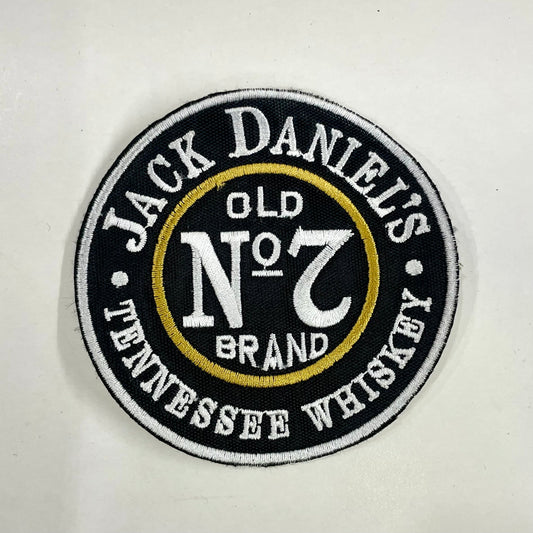 JACK DANIEL'S
OLD
Nº7
BRAND
• TENNESSEE WHISKEY •